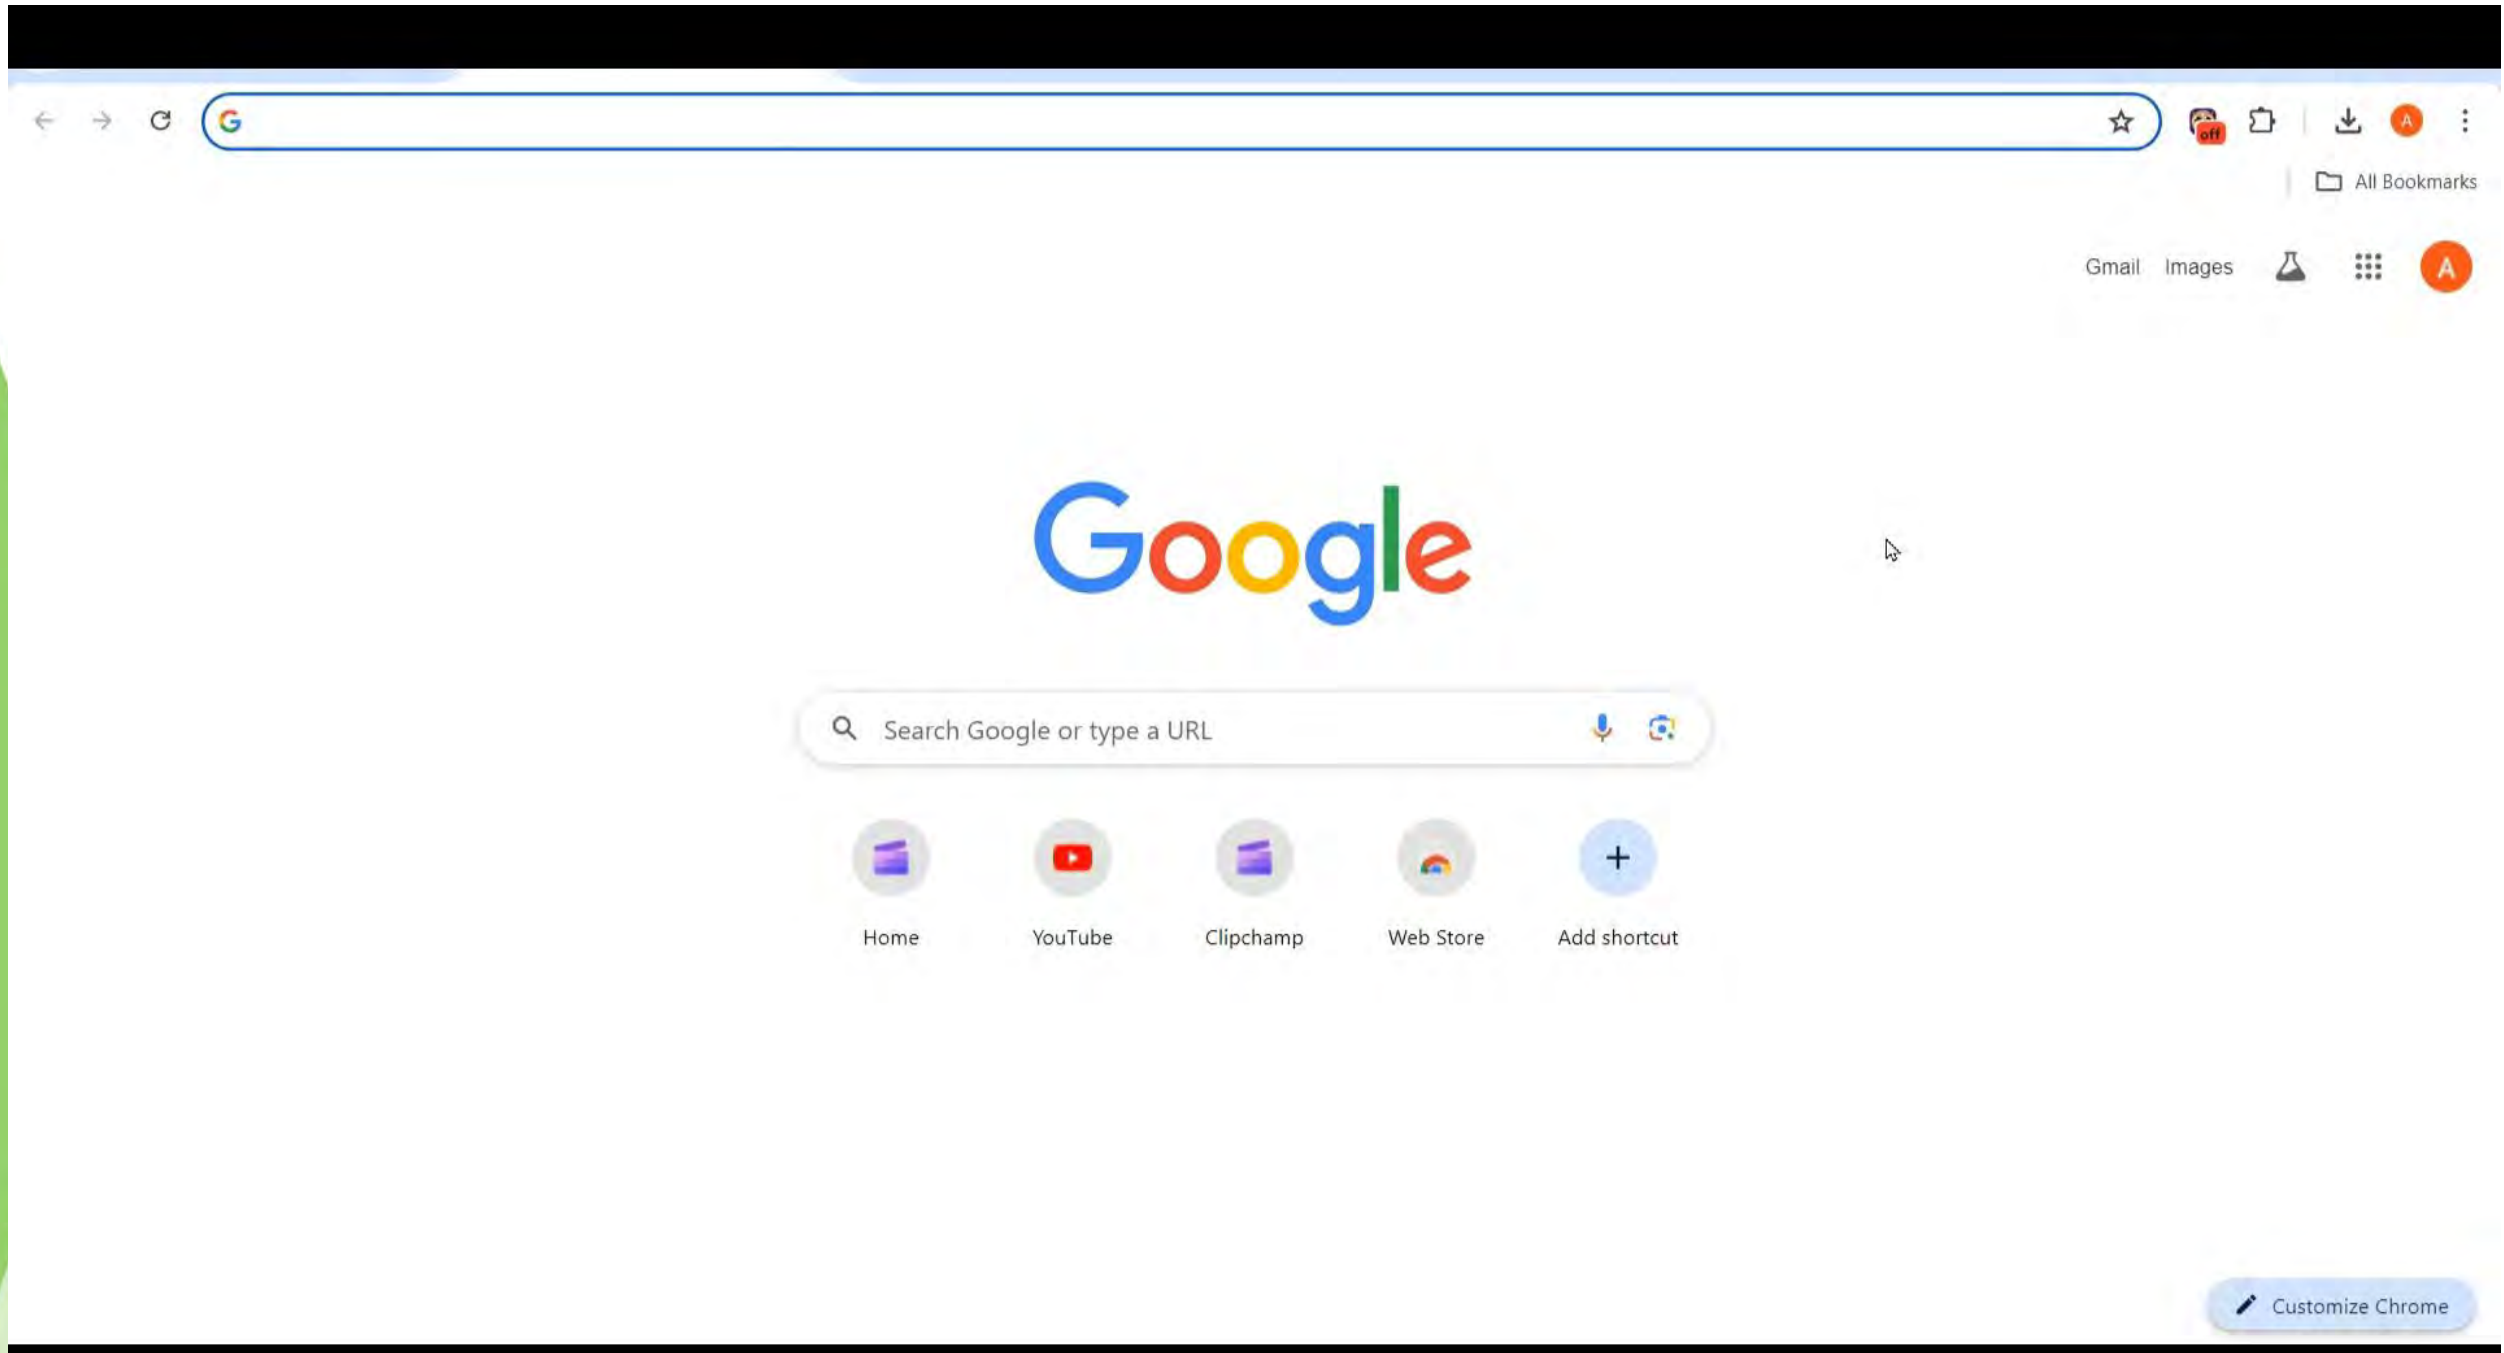 G
off
A
All Bookmarks
Gmail Images
A
Google
Search Google or type a URL
Home YouTube Clipchamp Web Store Add shortcut
Customize Chrome